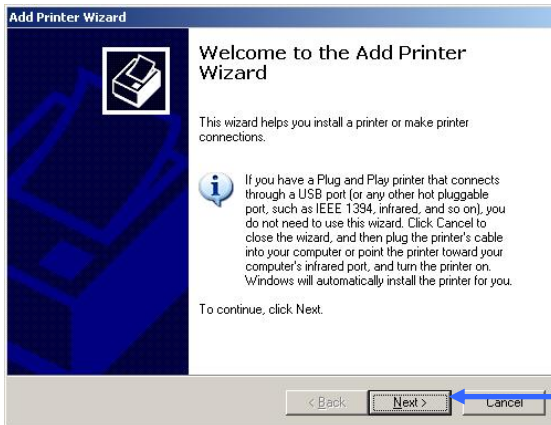 Add Printer Wizard
Welcome to the Add Printer
Wizard
This wizard helps you install a printer or make printer
connections.
If you have a Plug and Play printer that connects
through a USB port (or any other hot pluggable
port, such as IEEE 1394, infrared, and so on), you
do not need to use this wizard. Click Cancel to
close the wizard, and then plug the printer's cable
into your computer or point the printer toward your
computer's infrared port, and turn the printer on.
Windows will automatically install the printer for you.
To continue, click Next.
< Back Next > Cancel